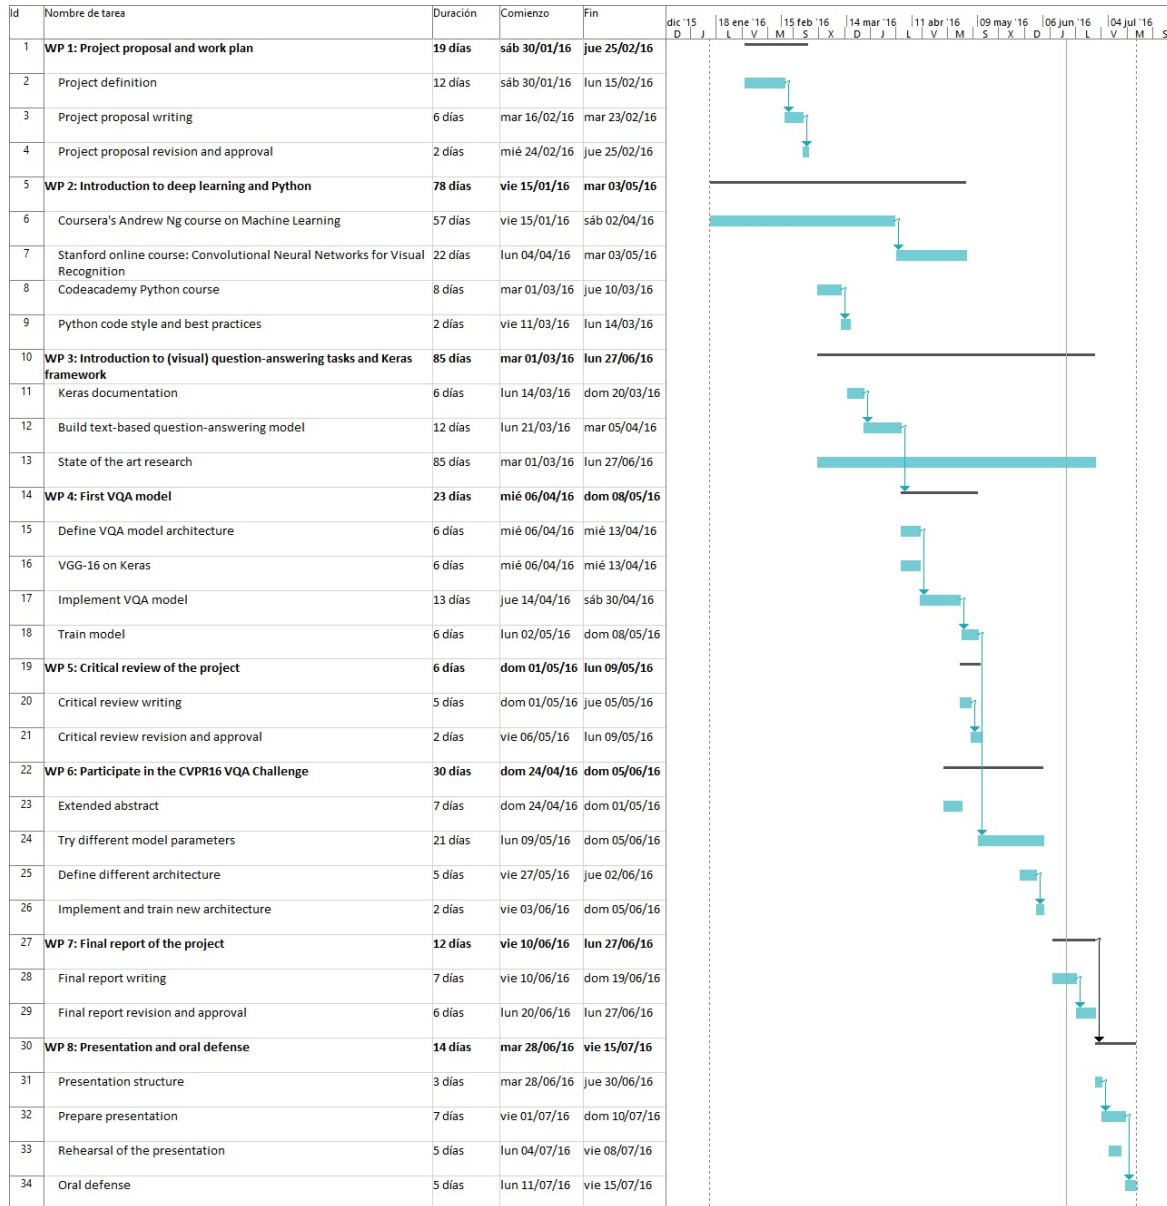 Id Nombre de tarea Duración Comienzo Fin
dic '15 18 ene '16 15 feb '16 14 mar '16 11 abr '16 09 may '16 06 jun '16 04 jul '16
D J L V M S X D J L V M S X D J L V M S
1 WP 1: Project proposal and work plan 19 días sáb 30/01/16 jue 25/02/16
2 Project definition 12 días sáb 30/01/16 lun 15/02/16
3 Project proposal writing 6 días mar 16/02/16 mar 23/02/16
4 Project proposal revision and approval 2 días mié 24/02/16 jue 25/02/16
5 WP 2: Introduction to deep learning and Python 78 días vie 15/01/16 mar 03/05/16
6 Coursera's Andrew Ng course on Machine Learning 57 días vie 15/01/16 sáb 02/04/16
7 Stanford online course: Convolutional Neural Networks for Visual 22 días lun 04/04/16 mar 03/05/16
Recognition
8 Codeacademy Python course 8 días mar 01/03/16 jue 10/03/16
9 Python code style and best practices 2 días vie 11/03/16 lun 14/03/16
10 WP 3: Introduction to (visual) question-answering tasks and Keras 85 días mar 01/03/16 lun 27/06/16
framework
11 Keras documentation 6 días lun 14/03/16 dom 20/03/16
12 Build text-based question-answering model 12 días lun 21/03/16 mar 05/04/16
13 State of the art research 85 días mar 01/03/16 lun 27/06/16
14 WP 4: First VQA model 23 días mié 06/04/16 dom 08/05/16
15 Define VQA model architecture 6 días mié 06/04/16 mié 13/04/16
16 VGG-16 on Keras 6 días mié 06/04/16 mié 13/04/16
17 Implement VQA model 13 días jue 14/04/16 sáb 30/04/16
18 Train model 6 días lun 02/05/16 dom 08/05/16
19 WP 5: Critical review of the project 6 días dom 01/05/16 lun 09/05/16
20 Critical review writing 5 días dom 01/05/16 jue 05/05/16
21 Critical review revision and approval 2 días vie 06/05/16 lun 09/05/16
22 WP 6: Participate in the CVPR16 VQA Challenge 30 días dom 24/04/16 dom 05/06/16
23 Extended abstract 7 días dom 24/04/16 dom 01/05/16
24 Try different model parameters 21 días lun 09/05/16 dom 05/06/16
25 Define different architecture 5 días vie 27/05/16 jue 02/06/16
26 Implement and train new architecture 2 días vie 03/06/16 dom 05/06/16
27 WP 7: Final report of the project 12 días vie 10/06/16 lun 27/06/16
28 Final report writing 7 días vie 10/06/16 dom 19/06/16
29 Final report revision and approval 6 días lun 20/06/16 lun 27/06/16
30 WP 8: Presentation and oral defense 14 días mar 28/06/16 vie 15/07/16
31 Presentation structure 3 días mar 28/06/16 jue 30/06/16
32 Prepare presentation 7 días vie 01/07/16 dom 10/07/16
33 Rehearsal of the presentation 5 días lun 04/07/16 vie 08/07/16
34 Oral defense 5 días lun 11/07/16 vie 15/07/16